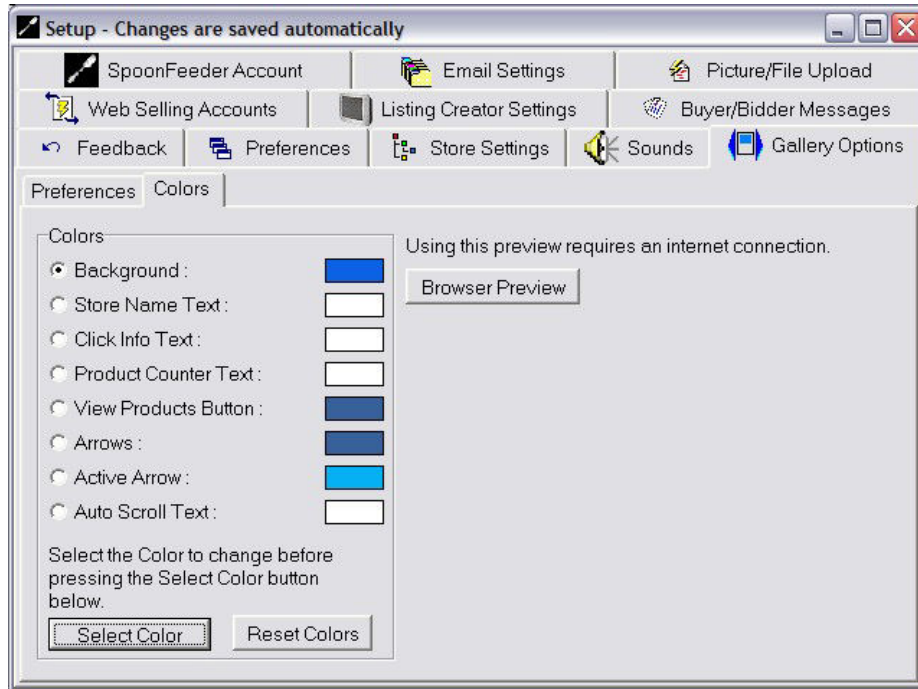 Setup - Changes are saved automatically
SpoonFeeder Account
Email Settings
Picture/File Upload
Web Selling Accounts
Listing Creator Settings
Buyer/Bidder Messages
Feedback
Preferences
Store Settings
Sounds
Gallery Options
Preferences
Colors
Colors
Background :
Store Name Text :
Click Info Text :
Product Counter Text :
View Products Button :
Arrows :
Active Arrow :
Auto Scroll Text :
Select the Color to change before
pressing the Select Color button
below.
Select Color
Reset Colors
Using this preview requires an internet connection.
Browser Preview